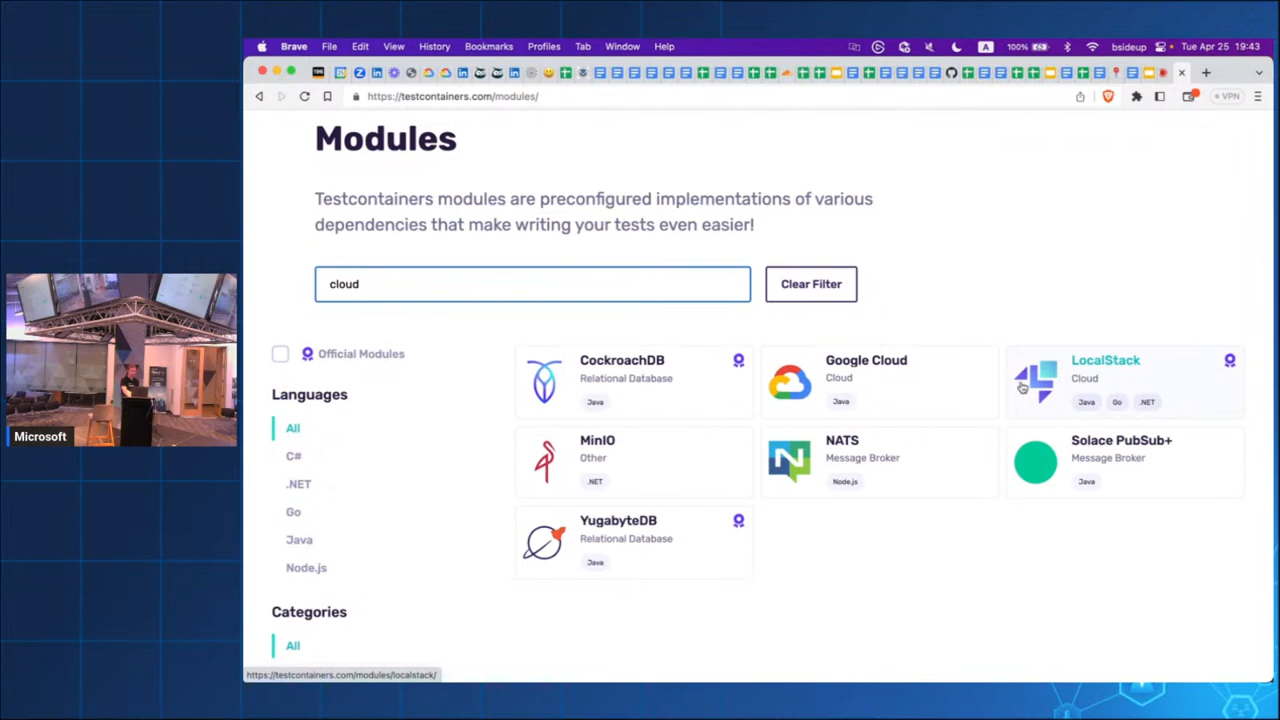 Brave File Edit View History Bookmarks Profiles Tab Window Help
A 100% bsideup Tue Apr 25 19:43
https://testcontainers.com/modules/
VPN
Modules
Testcontainers modules are preconfigured implementations of various
dependencies that make writing your tests even easier!
cloud
Clear Filter
Official Modules
Languages
All
C#
.NET
Go
Java
Node.js
Categories
All
CockroachDB
Relational Database
Java
Google Cloud
Cloud
Java
LocalStack
Cloud
Java Go .NET
MinIO
Other
.NET
NATS
Message Broker
Node.js
Solace PubSub+
Message Broker
Java
YugabyteDB
Relational Database
Java
https://testcontainers.com/modules/localstack/
Microsoft